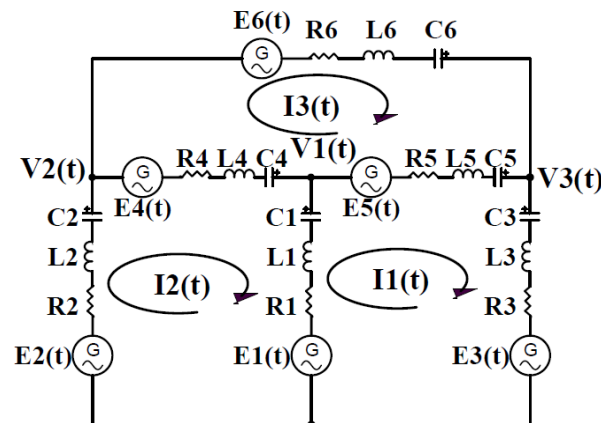 E6(t)
G
R6 L6 C6
I3(t)
V2(t) R4 L4 C4 V1(t) R5 L5 C5 V3(t)
G G
E4(t) E5(t)
C2 C1 C3
L2 L1 L3
I2(t) I1(t)
R2 R1 R3
E2(t) G E1(t) G E3(t) G